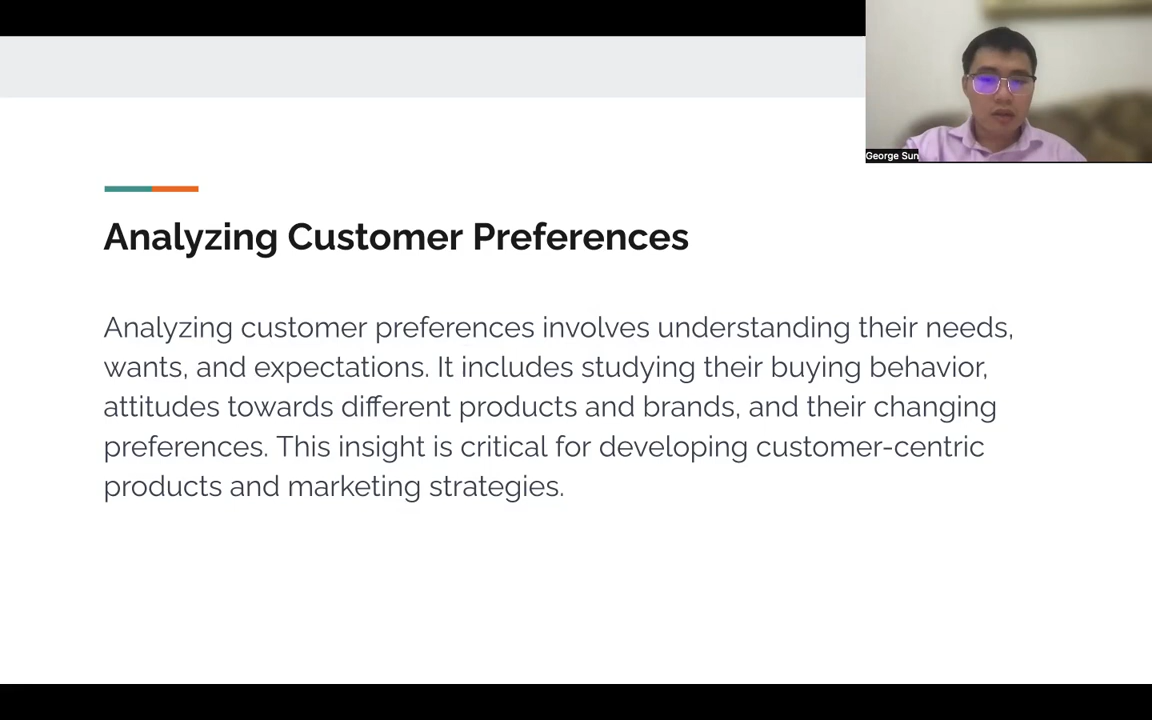 George Sun
Analyzing Customer Preferences
Analyzing customer preferences involves understanding their needs,
wants, and expectations. It includes studying their buying behavior,
attitudes towards different products and brands, and their changing
preferences. This insight is critical for developing customer-centric
products and marketing strategies.